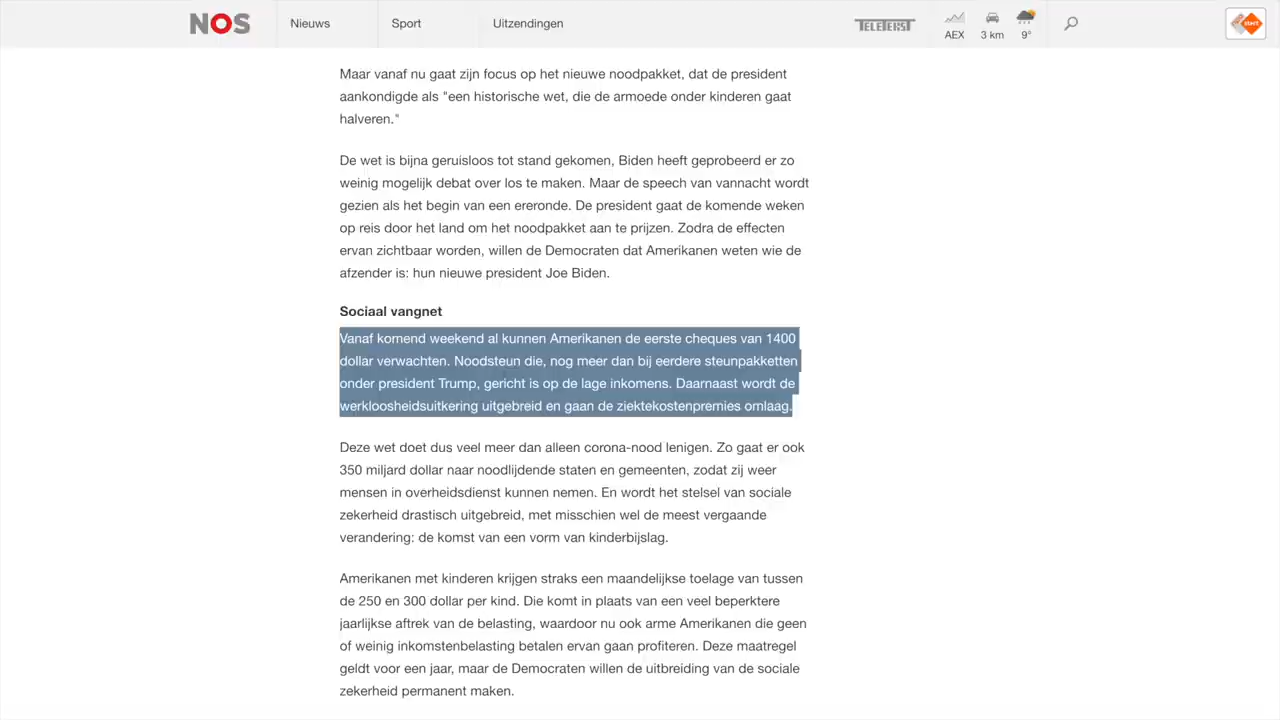 NOS
Nieuws
Sport
Uitzendingen
TELETEKST
AEX
3 km
9°
Maar vanaf nu gaat zijn focus op het nieuwe noodpakket, dat de president
aankondigde als "een historische wet, die de armoede onder kinderen gaat
halveren."
De wet is bijna geruisloos tot stand gekomen, Biden heeft geprobeerd er zo
weinig mogelijk debat over los te maken. Maar de speech van vannacht wordt
gezien als het begin van een ereronde. De president gaat de komende weken
op reis door het land om het noodpakket aan te prijzen. Zodra de effecten
ervan zichtbaar worden, willen de Democraten dat Amerikanen weten wie de
afzender is: hun nieuwe president Joe Biden.
Sociaal vangnet
Vanaf komend weekend al kunnen Amerikanen de eerste cheques van 1400
dollar verwachten. Noodsteun die, nog meer dan bij eerdere steunpakketten
onder president Trump, gericht is op de lage inkomens. Daarnaast wordt de
werkloosheidsuitkering uitgebreid en gaan de ziektekostenpremies omlaag.
Deze wet doet dus veel meer dan alleen corona-nood lenigen. Zo gaat er ook
350 miljard dollar naar noodlijdende staten en gemeenten, zodat zij weer
mensen in overheidsdienst kunnen nemen. En wordt het stelsel van sociale
zekerheid drastisch uitgebreid, met misschien wel de meest vergaande
verandering: de komst van een vorm van kinderbijslag.
Amerikanen met kinderen krijgen straks een maandelijkse toelage van tussen
de 250 en 300 dollar per kind. Die komt in plaats van een veel beperktere
jaarlijkse aftrek van de belasting, waardoor nu ook arme Amerikanen die geen
of weinig inkomstenbelasting betalen ervan gaan profiteren. Deze maatregel
geldt voor een jaar, maar de Democraten willen de uitbreiding van de sociale
zekerheid permanent maken.